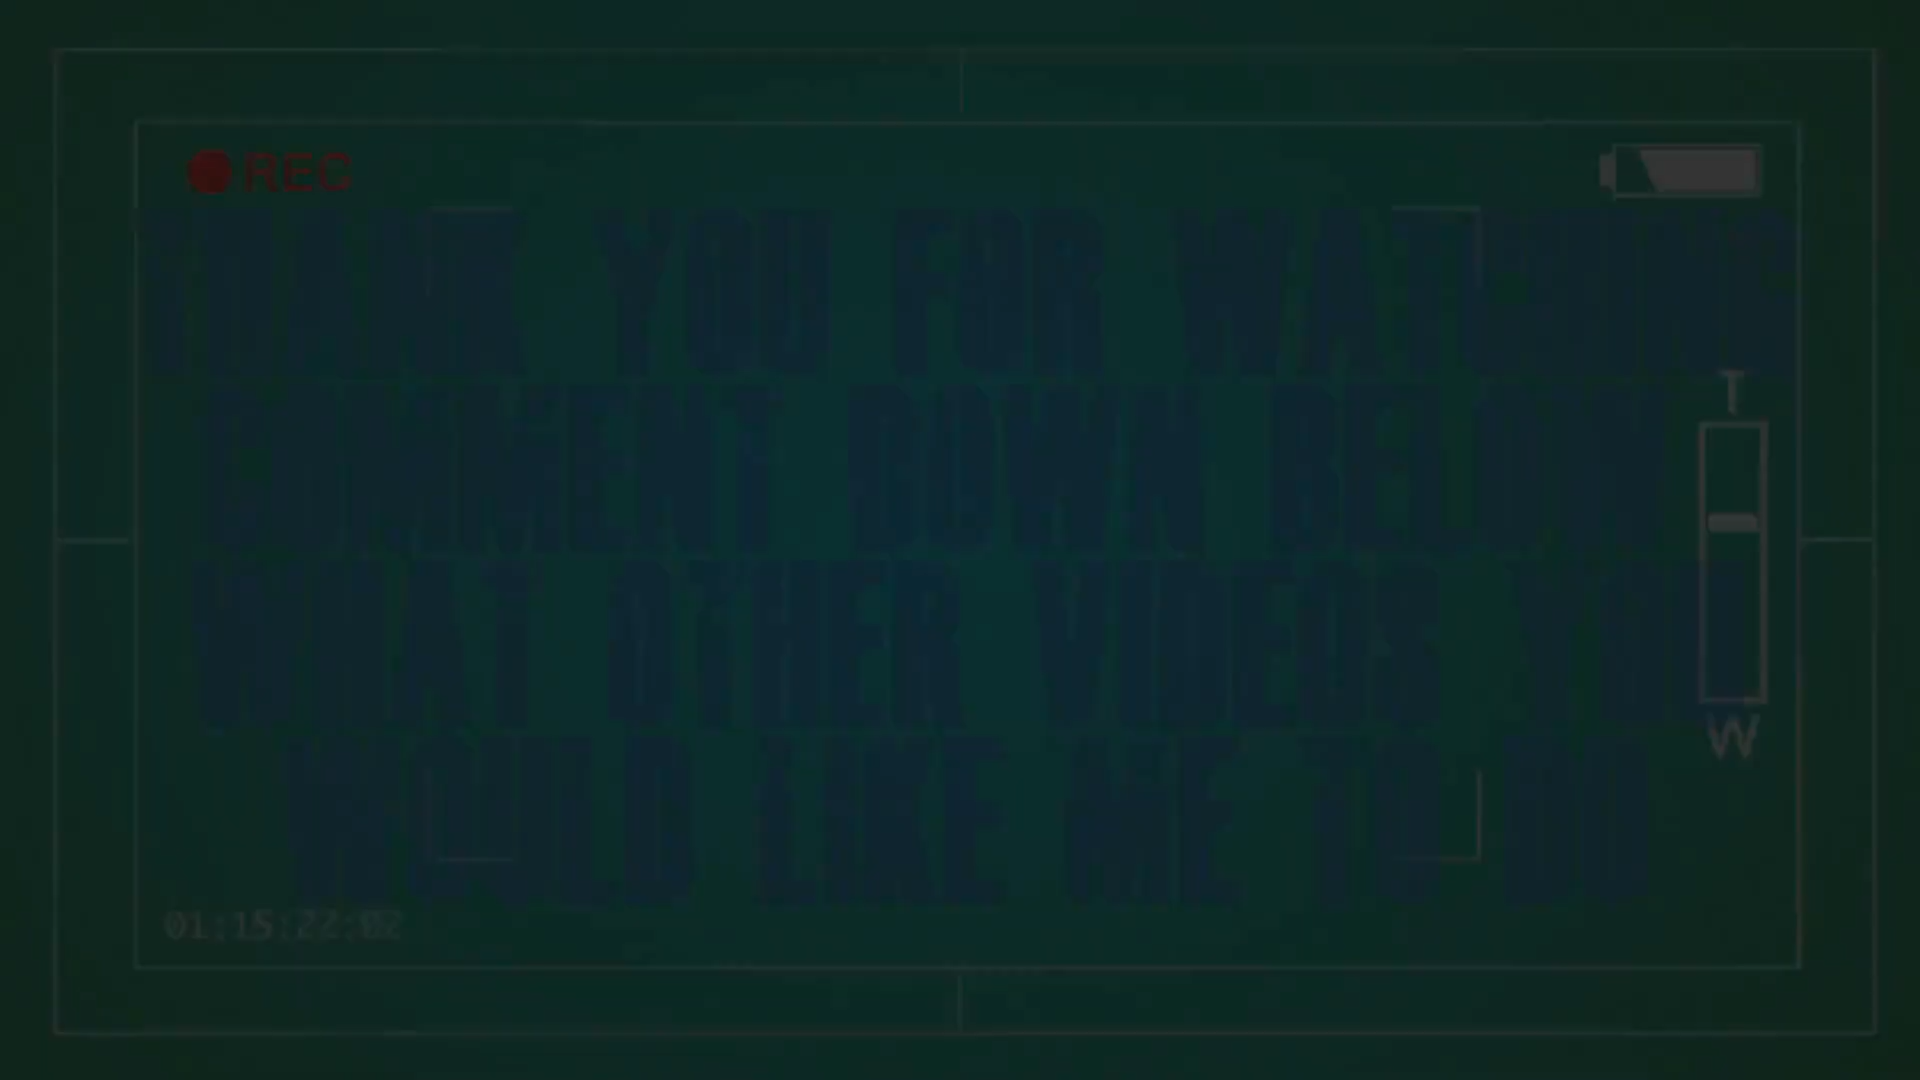 REC
THANK YOU FOR WATCHING
T
COMMENT DOWN BELOW
WHAT OTHER VIDEOS YOU
W
WOULD LIKE ME TO DO
01:15:22:02